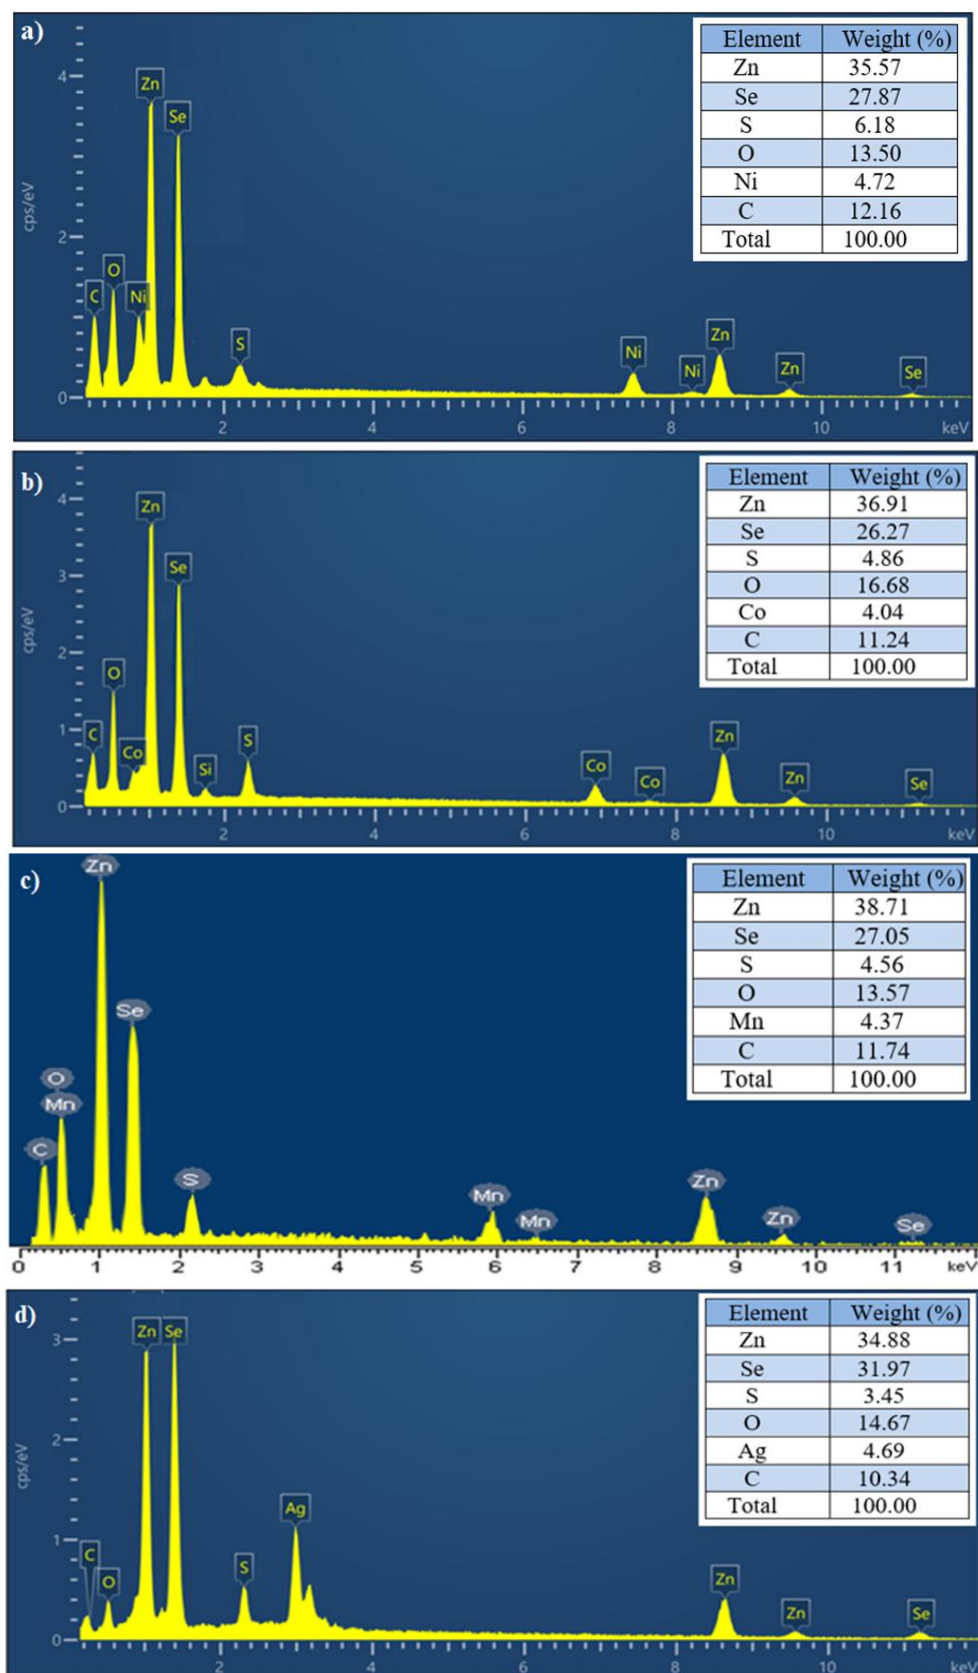 a)
Element Weight (%)
Zn 35.57
Se 27.87
S 6.18
O 13.50
Ni 4.72
C 12.16
Total 100.00
cps/eV
4
2
0
C O Ni Zn Se S Ni Ni Zn Zn Se
2 4 6 8 10 keV
b)
Element Weight (%)
Zn 36.91
Se 26.27
S 4.86
O 16.68
Co 4.04
C 11.24
Total 100.00
cps/eV
4
3
2
1
0
C O Co Zn Se Si S Co Co Zn Zn Se
2 4 6 8 10 keV
c)
Element Weight (%)
Zn 38.71
Se 27.05
S 4.56
O 13.57
Mn 4.37
C 11.74
Total 100.00
C O Mn Zn Se S Mn Mn Zn Zn Se
0 1 2 3 4 5 6 7 8 9 10 11 keV
d)
Element Weight (%)
Zn 34.88
Se 31.97
S 3.45
O 14.67
Ag 4.69
C 10.34
Total 100.00
cps/eV
3
2
1
0
C O Zn Se S Ag Zn Zn Se
2 4 6 8 10 keV